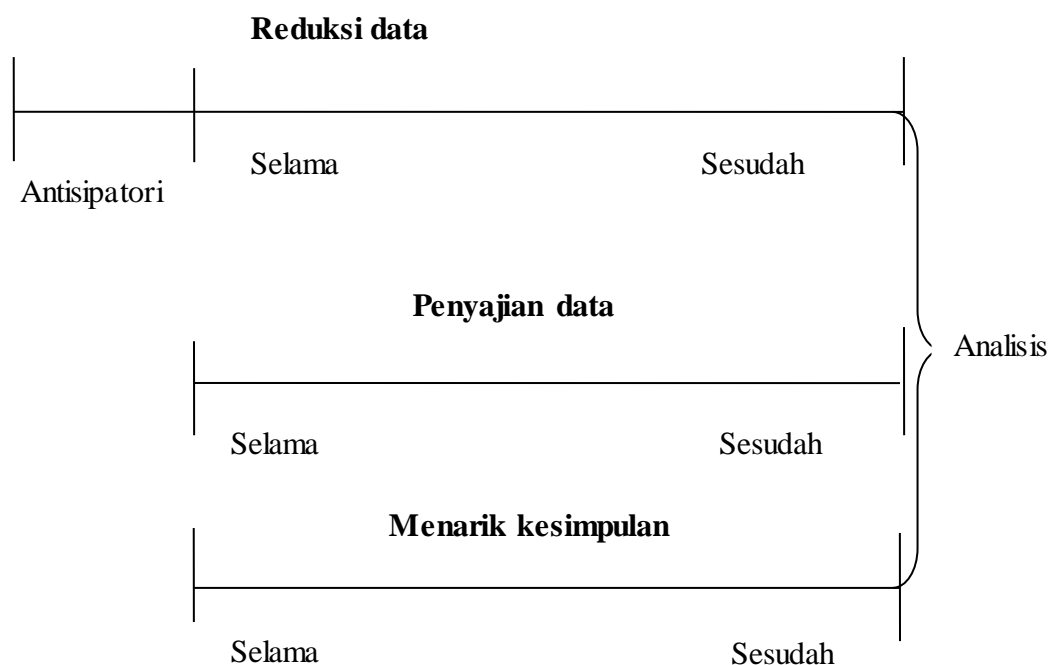 Reduksi data
Selama
Sesudah
Antisipatori
Penyajian data
Analisis
Selama
Sesudah
Menarik kesimpulan
Selama
Sesudah